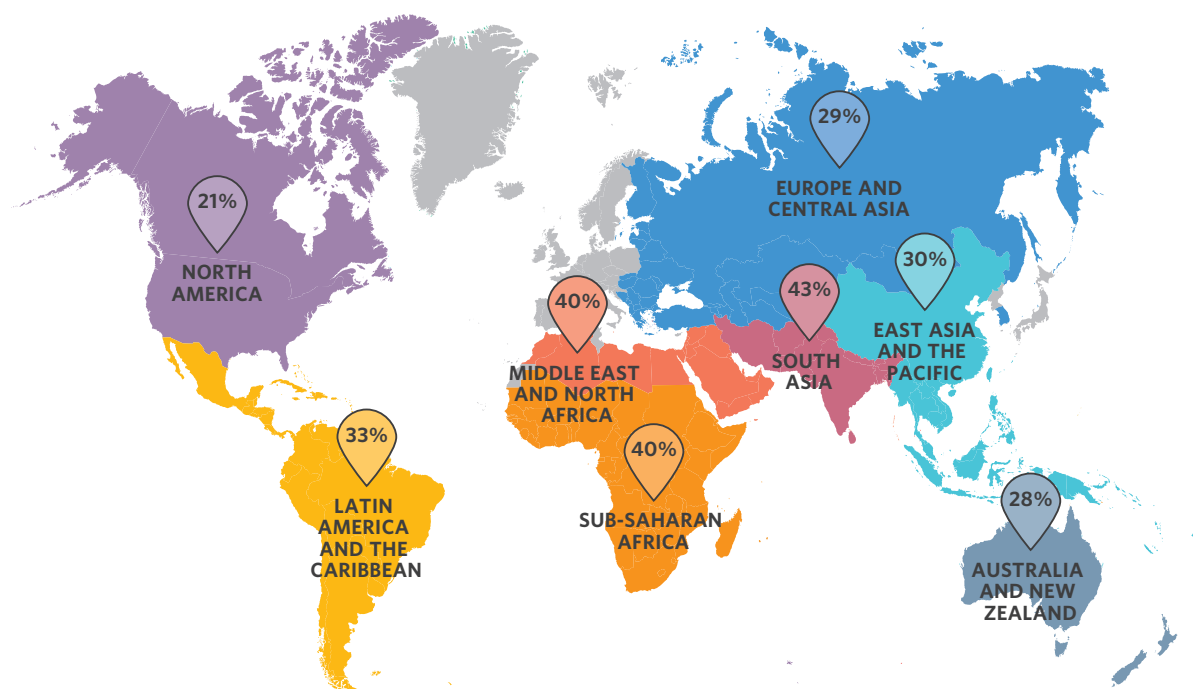 29%
EUROPE AND
CENTRAL ASIA
21%
NORTH
AMERICA
30%
EAST ASIA
AND THE
PACIFIC
43%
SOUTH
ASIA
40%
MIDDLE EAST
AND NORTH
AFRICA
33%
LATIN
AMERICA
AND THE
CARIBBEAN
40%
SUB-SAHARAN
AFRICA
28%
AUSTRALIA
AND NEW
ZEALAND